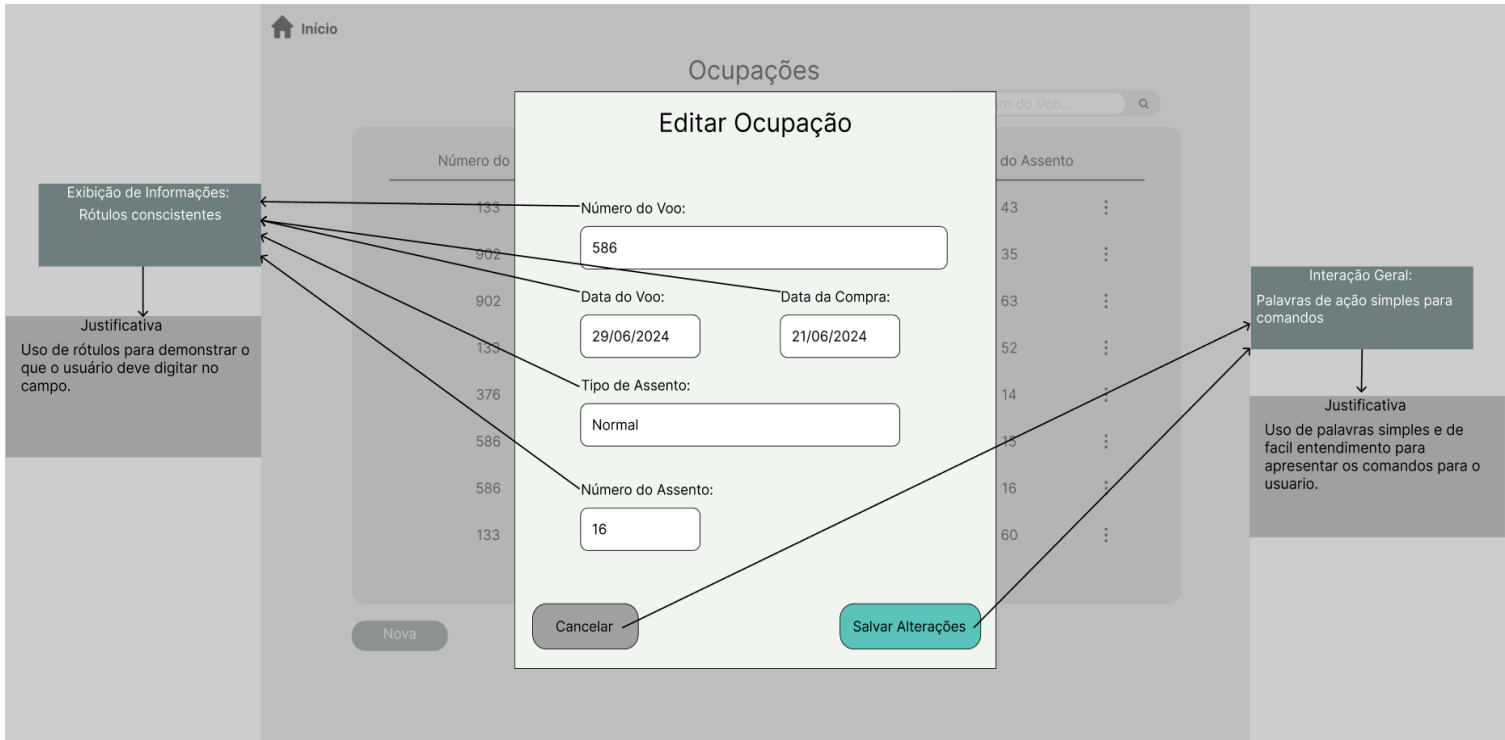 Início
Ocupações
ro do Voo...
Editar Ocupação
Número do
do Assento
Exibição de Informações:
Rótulos conscistentes
Justificativa
Uso de rótulos para demonstrar o
que o usuário deve digitar no
campo.
133
43
902
35
902
63
133
52
376
14
586
15
586
16
133
60
Número do Voo:
586
Data do Voo:
Data da Compra:
29/06/2024
21/06/2024
Tipo de Assento:
Normal
Número do Assento:
16
Cancelar
Salvar Alterações
Nova
Interação Geral:
Palavras de ação simples para
comandos
Justificativa
Uso de palavras simples e de
facil entendimento para
apresentar os comandos para o
usuario.